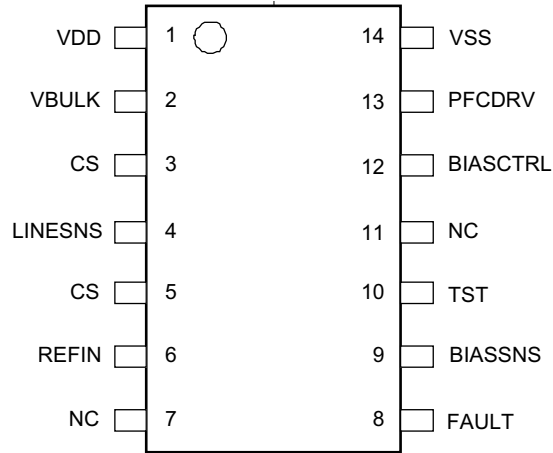 VDD 1 14 VSS
VBULK 2 13 PFCDRV
CS 3 12 BIASCTRL
LINESNS 4 11 NC
CS 5 10 TST
REFIN 6 9 BIASSNS
NC 7 8 FAULT